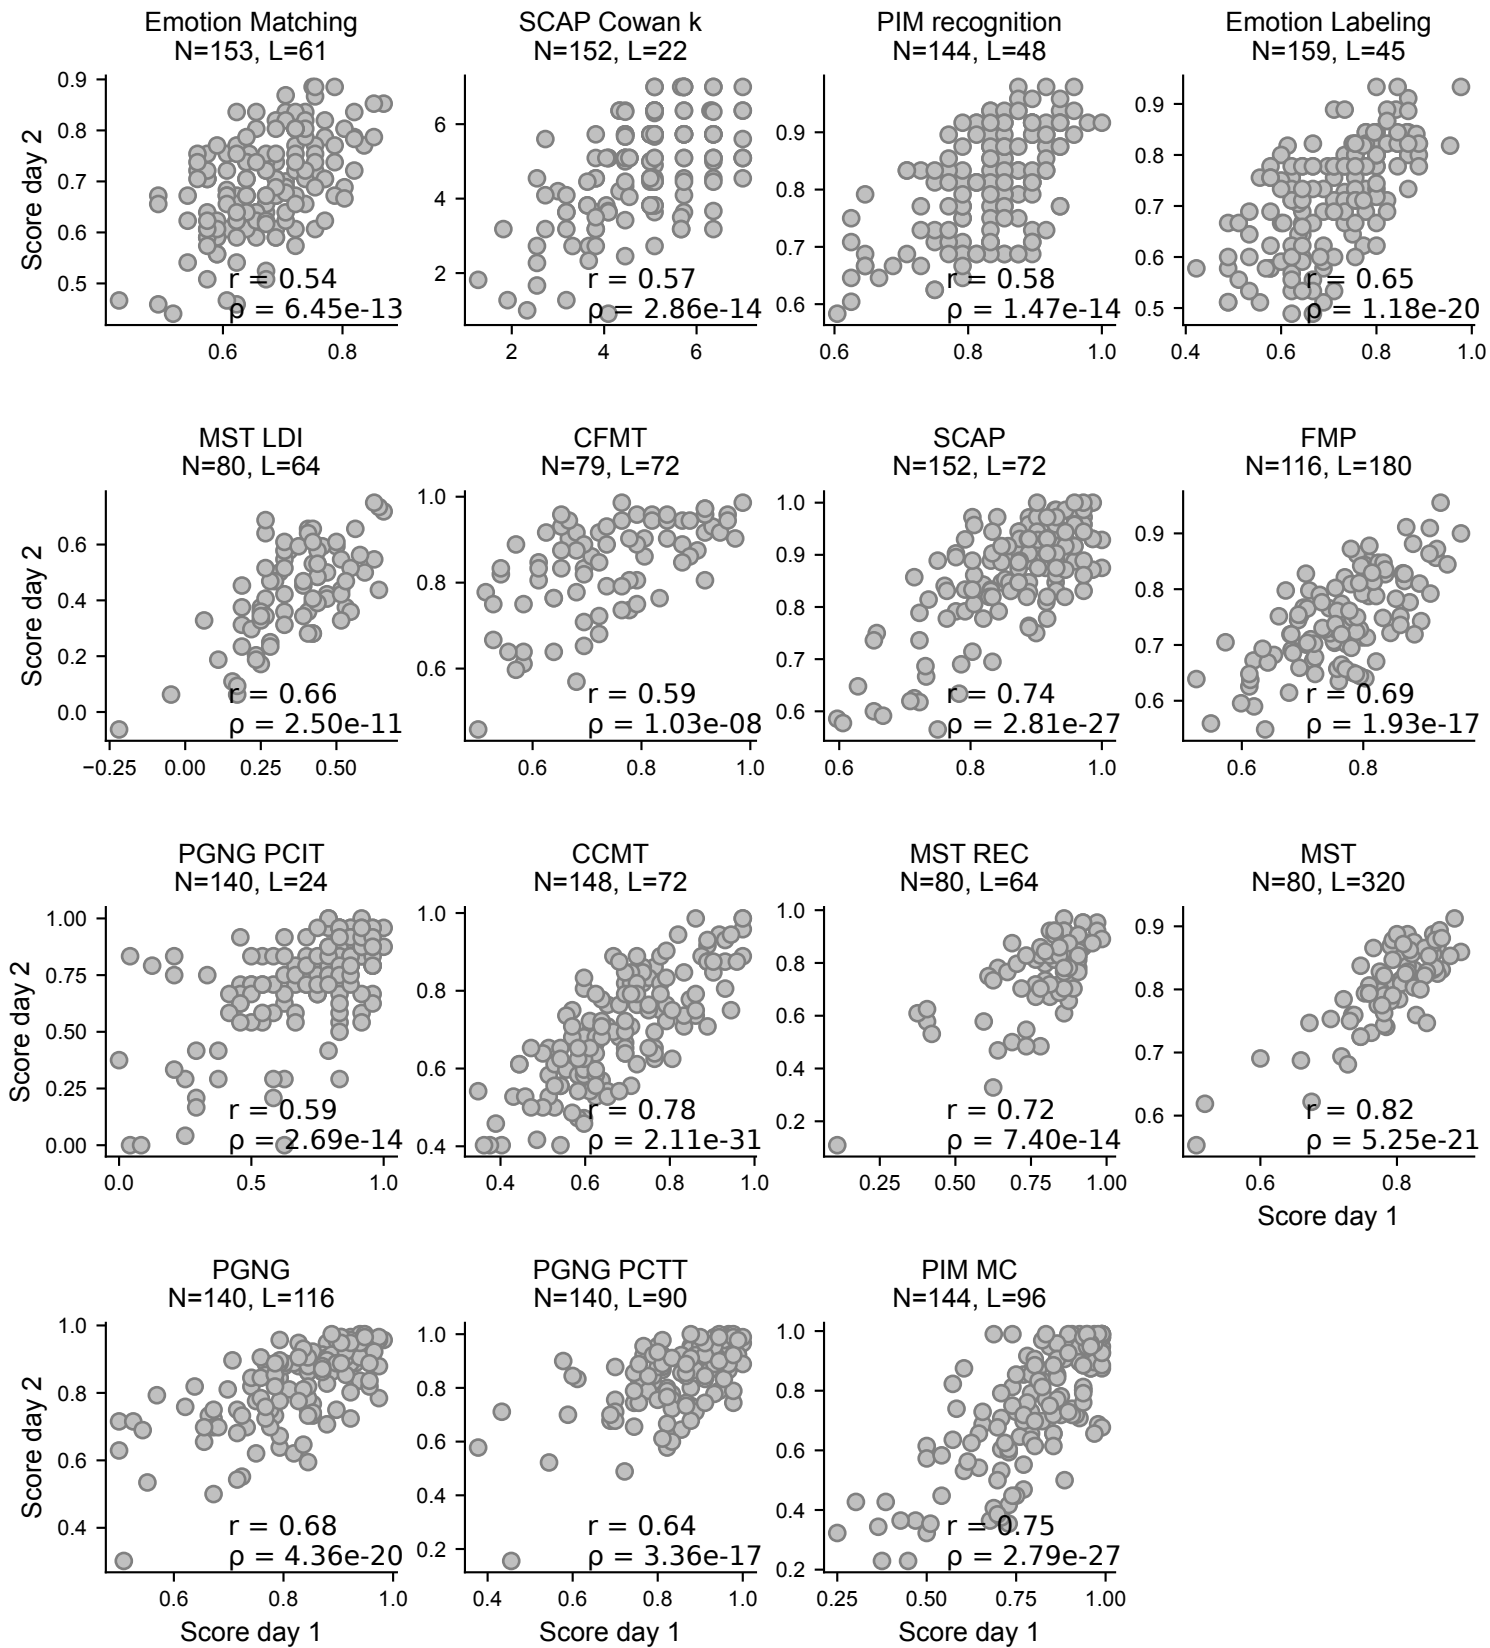 Emotion Matching
N=153, L=61
SCAP Cowan k
N=152, L=22
PIM recognition
N=144, L=48
Emotion Labeling
N=159, L=45
Score day 2
0.9
0.8
0.7
0.6
0.5
r = 0.54
ρ = 6.45e-13
0.6
0.8
6
4
2
r = 0.57
ρ = 2.86e-14
2
4
6
0.9
0.8
0.7
0.6
r = 0.58
ρ = 1.47e-14
0.6
0.8
1.0
0.9
0.8
0.7
0.6
0.5
r = 0.65
ρ = 1.18e-20
0.4
0.6
0.8
1.0
MST LDI
N=80, L=64
CFMT
N=79, L=72
SCAP
N=152, L=72
FMP
N=116, L=180
Score day 2
0.6
0.4
0.2
0.0
r = 0.66
ρ = 2.50e-11
−0.25
0.00
0.25
0.50
1.0
0.8
0.6
r = 0.59
ρ = 1.03e-08
0.6
0.8
1.0
1.0
0.9
0.8
0.7
0.6
r = 0.74
ρ = 2.81e-27
0.6
0.8
1.0
0.9
0.8
0.7
0.6
r = 0.69
ρ = 1.93e-17
0.6
0.8
PGNG PCIT
N=140, L=24
CCMT
N=148, L=72
MST REC
N=80, L=64
MST
N=80, L=320
Score day 2
1.00
0.75
0.50
0.25
0.00
r = 0.59
ρ = 2.69e-14
0.0
0.5
1.0
1.0
0.8
0.6
0.4
r = 0.78
ρ = 2.11e-31
0.4
0.6
0.8
1.0
1.0
0.8
0.6
0.4
0.2
r = 0.72
ρ = 7.40e-14
0.25
0.50
0.75
1.00
0.9
0.8
0.7
0.6
r = 0.82
ρ = 5.25e-21
0.6
0.8
Score day 1
PGNG
N=140, L=116
PGNG PCTT
N=140, L=90
PIM MC
N=144, L=96
Score day 2
1.0
0.8
0.6
0.4
r = 0.68
ρ = 4.36e-20
0.6
0.8
1.0
Score day 1
1.0
0.8
0.6
0.4
0.2
r = 0.64
ρ = 3.36e-17
0.4
0.6
0.8
1.0
Score day 1
1.0
0.8
0.6
0.4
0.2
r = 0.75
ρ = 2.79e-27
0.25
0.50
0.75
1.00
Score day 1